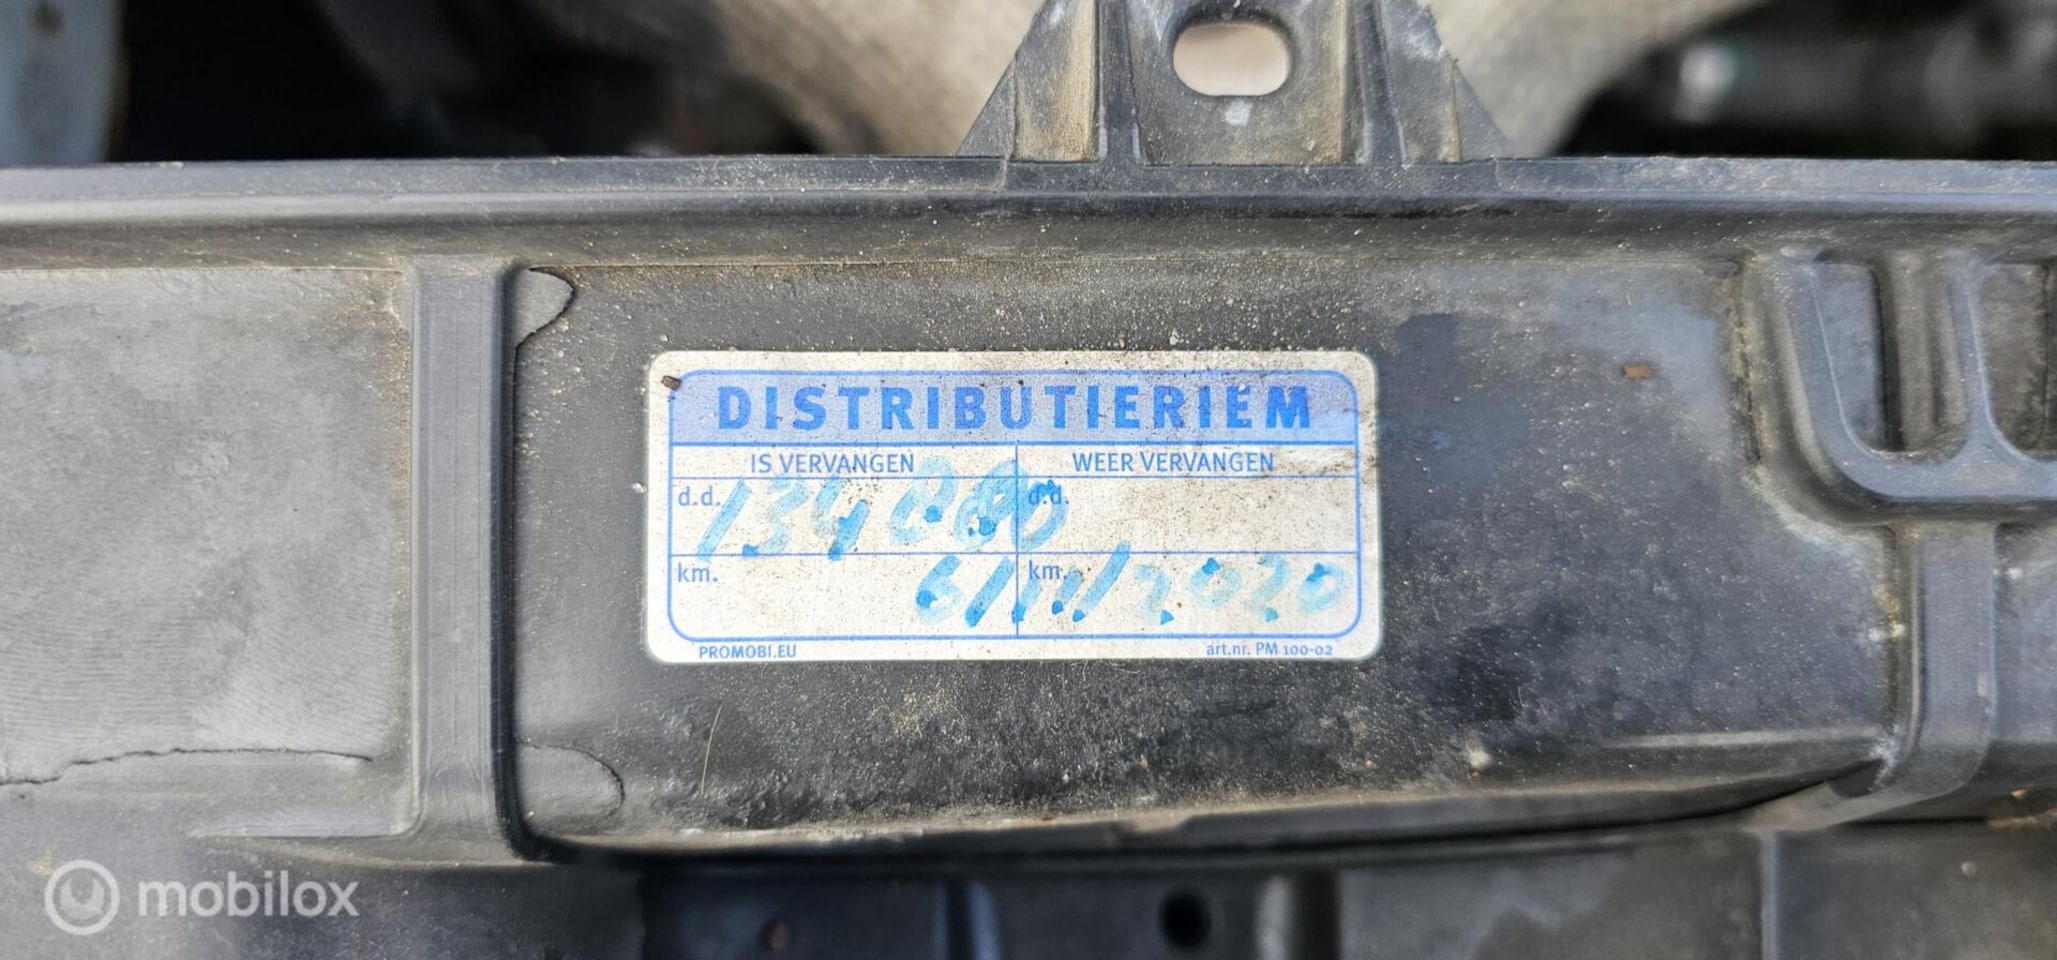 DISTRIBUTIERIEM
IS VERVANGEN WEER VERVANGEN
d.d. 134000 d.d.
km. 6/11/2020 km.
PROMOBI.EU art.nr. PM 100-02
mobilox